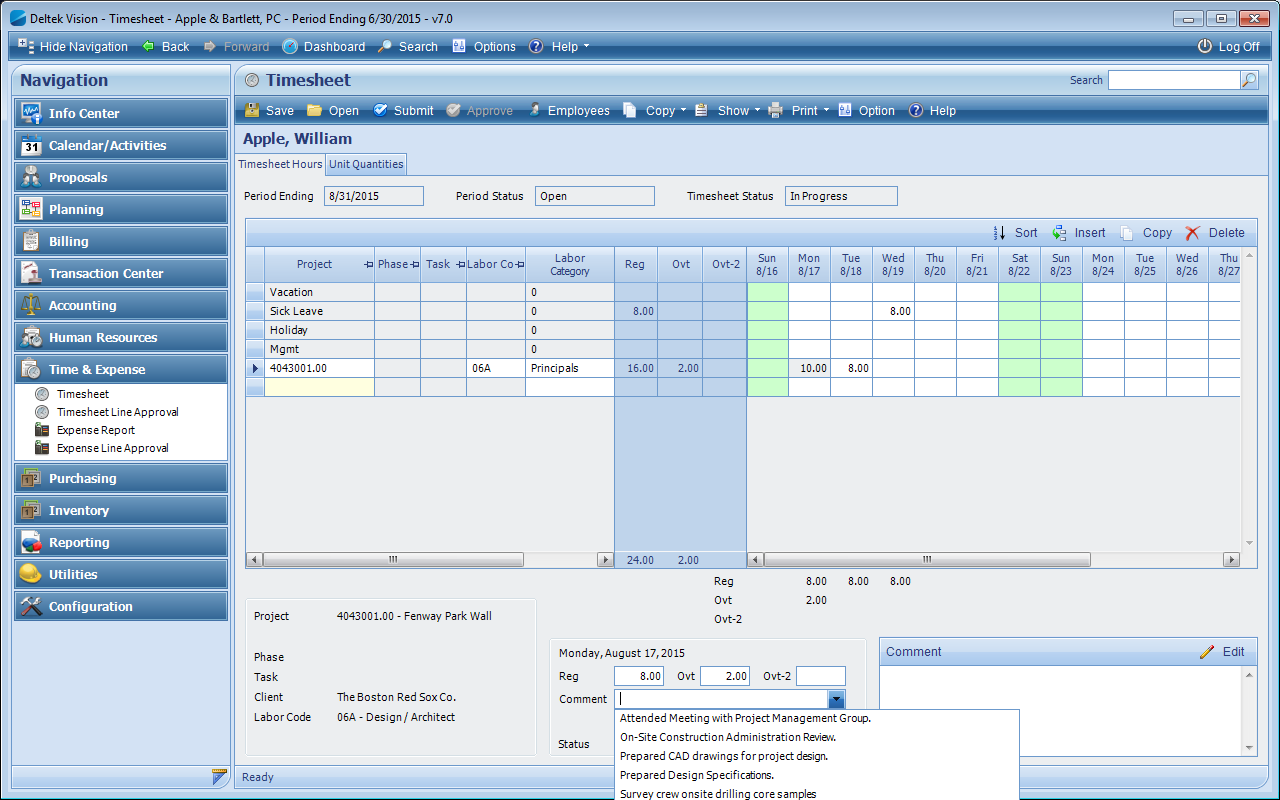 Deltek Vision - Timesheet - Apple & Bartlett, PC - Period Ending 6/30/2015 - v7.0
Hide Navigation Back Forward Dashboard Search Options Help Log Off
Navigation
Info Center
31 Calendar/Activities
Proposals
Planning
Billing
Transaction Center
Accounting
Human Resources
Time & Expense
Timesheet
Timesheet Line Approval
Expense Report
Expense Line Approval
Purchasing
Inventory
Reporting
Utilities
Configuration
Timesheet Search
Save Open Submit Approve Employees Copy Show Print Option Help
Apple, William
Timesheet Hours Unit Quantities
Period Ending 8/31/2015 Period Status Open Timesheet Status In Progress
Sort Insert Copy Delete
Project Phase Task Labor Co Labor Category Reg Ovt Ovt-2 Sun 8/16 Mon 8/17 Tue 8/18 Wed 8/19 Thu 8/20 Fri 8/21 Sat 8/22 Sun 8/23 Mon 8/24 Tue 8/25 Wed 8/26 Thu 8/27
Vacation 0
Sick Leave 0 8.00 8.00
Holiday 0
Mgmt 0
4043001.00 06A Principals 16.00 2.00 10.00 8.00
24.00 2.00
Reg 8.00 8.00 8.00
Ovt 2.00
Ovt-2
Project 4043001.00 - Fenway Park Wall
Phase
Task
Client The Boston Red Sox Co.
Labor Code 06A - Design / Architect
Monday, August 17, 2015
Reg 8.00 Ovt 2.00 Ovt-2
Comment
Status
Attended Meeting with Project Management Group.
On-Site Construction Administration Review.
Prepared CAD drawings for project design.
Prepared Design Specifications.
Survey crew onsite drilling core samples
Comment Edit
Ready